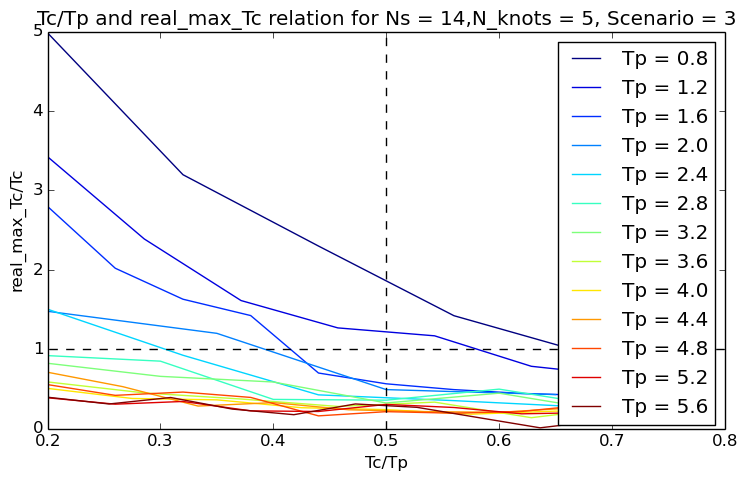 Tc/Tp and real_max_Tc relation for Ns = 14,N_knots = 5, Scenario = 3
5
4
3
2
1
0
real_max_Tc/Tc
0.2 0.3 0.4 0.5 0.6 0.7 0.8
Tc/Tp
Tp = 0.8
Tp = 1.2
Tp = 1.6
Tp = 2.0
Tp = 2.4
Tp = 2.8
Tp = 3.2
Tp = 3.6
Tp = 4.0
Tp = 4.4
Tp = 4.8
Tp = 5.2
Tp = 5.6